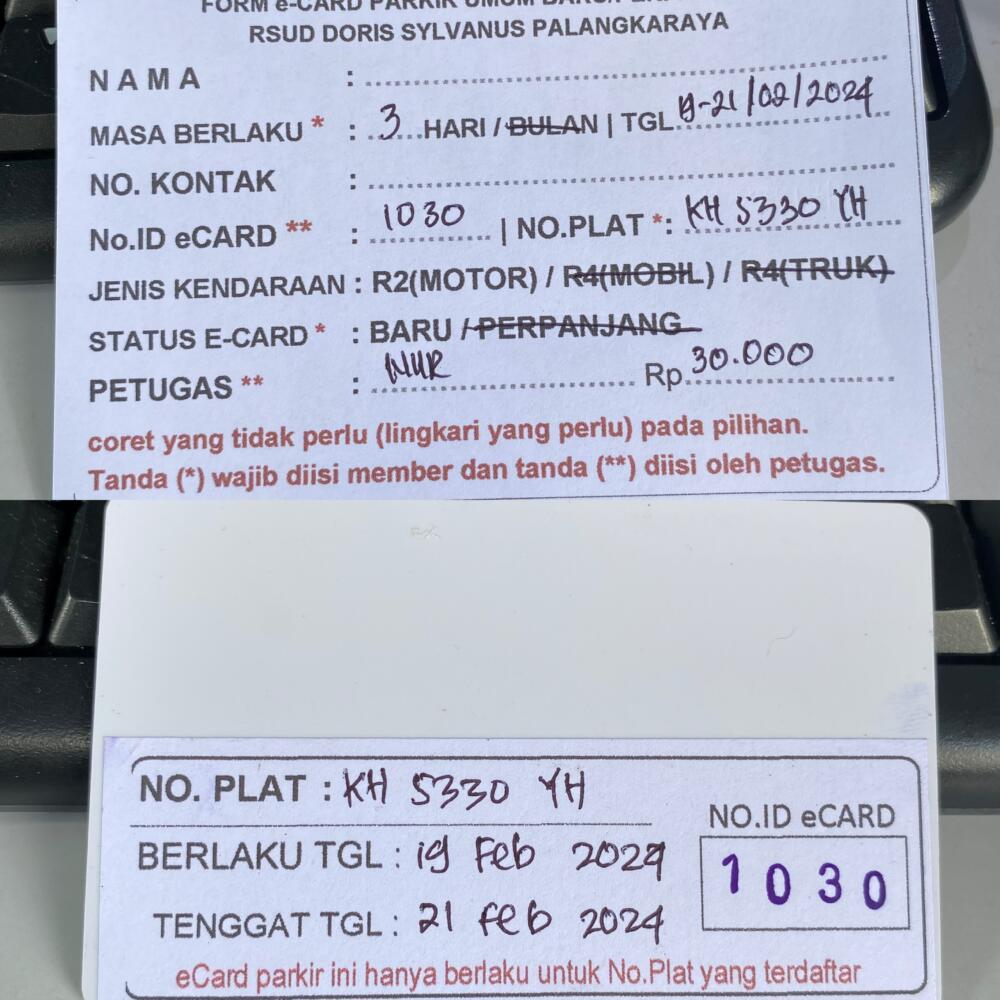 FORM e-CARD PARKIR UMUM
RSUD DORIS SYLVANUS PALANGKARAYA
NAMA :
MASA BERLAKU * : 3 HARI / BULAN | TGL 19-21/02/2024
NO. KONTAK :
No.ID eCARD ** : 1030 | NO.PLAT *: KH 5330 YH
JENIS KENDARAAN : R2(MOTOR) / R4(MOBIL) / R4(TRUK)
STATUS E-CARD * : BARU / PERPANJANG
PETUGAS ** : NUR Rp 30.000
coret yang tidak perlu (lingkari yang perlu) pada pilihan.
Tanda (*) wajib diisi member dan tanda (**) diisi oleh petugas.
NO. PLAT : KH 5330 YH
BERLAKU TGL : 19 Feb 2024
TENGGAT TGL : 21 Feb 2024
NO.ID eCARD
1030
eCard parkir ini hanya berlaku untuk No.Plat yang terdaftar